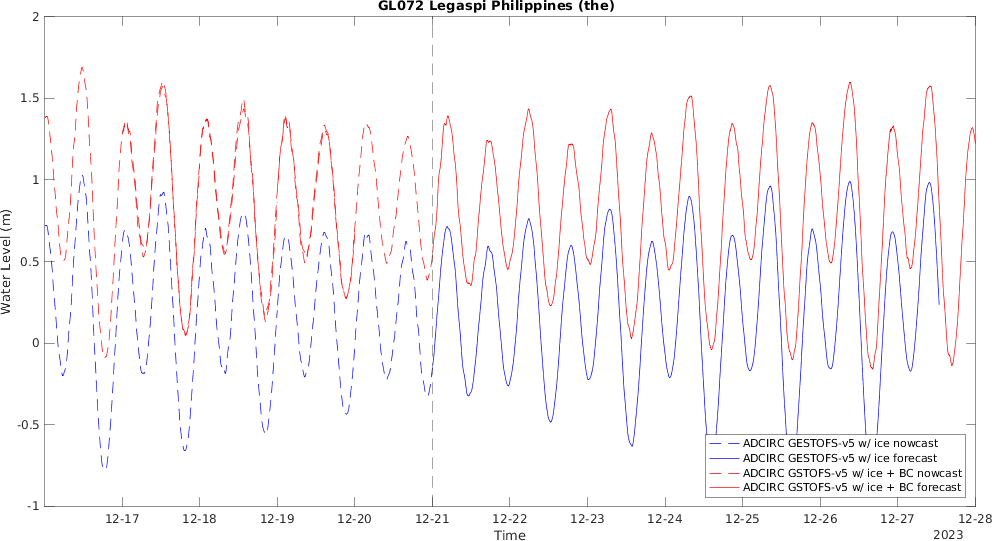 GL072 Legaspi Philippines (the)
2
1.5
1
0.5
0
-0.5
-1
Water Level (m)
12-17 12-18 12-19 12-20 12-21 12-22 12-23 12-24 12-25 12-26 12-27 12-28
Time
2023
ADCIRC GESTOFS-v5 w/ ice nowcast
ADCIRC GESTOFS-v5 w/ ice forecast
ADCIRC GSTOFS-v5 w/ ice + BC nowcast
ADCIRC GSTOFS-v5 w/ ice + BC forecast